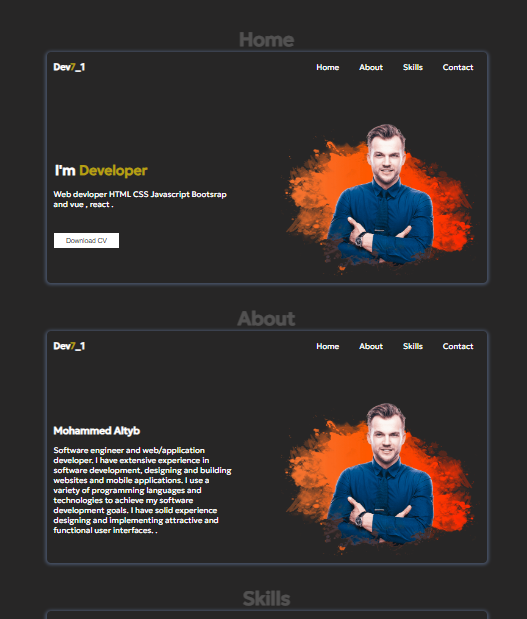 Home
Dev7_1
Home About Skills Contact
I'm Developer
Web devloper HTML CSS Javascript Bootsrap
and vue , react .
Download CV
About
Dev7_1
Home About Skills Contact
Mohammed Altyb
Software engineer and web/application
developer. I have extensive experience in
software development, designing and building
websites and mobile applications. I use a
variety of programming languages and
technologies to achieve my software
development goals. I have solid experience
designing and implementing attractive and
functional user interfaces. .
Skills